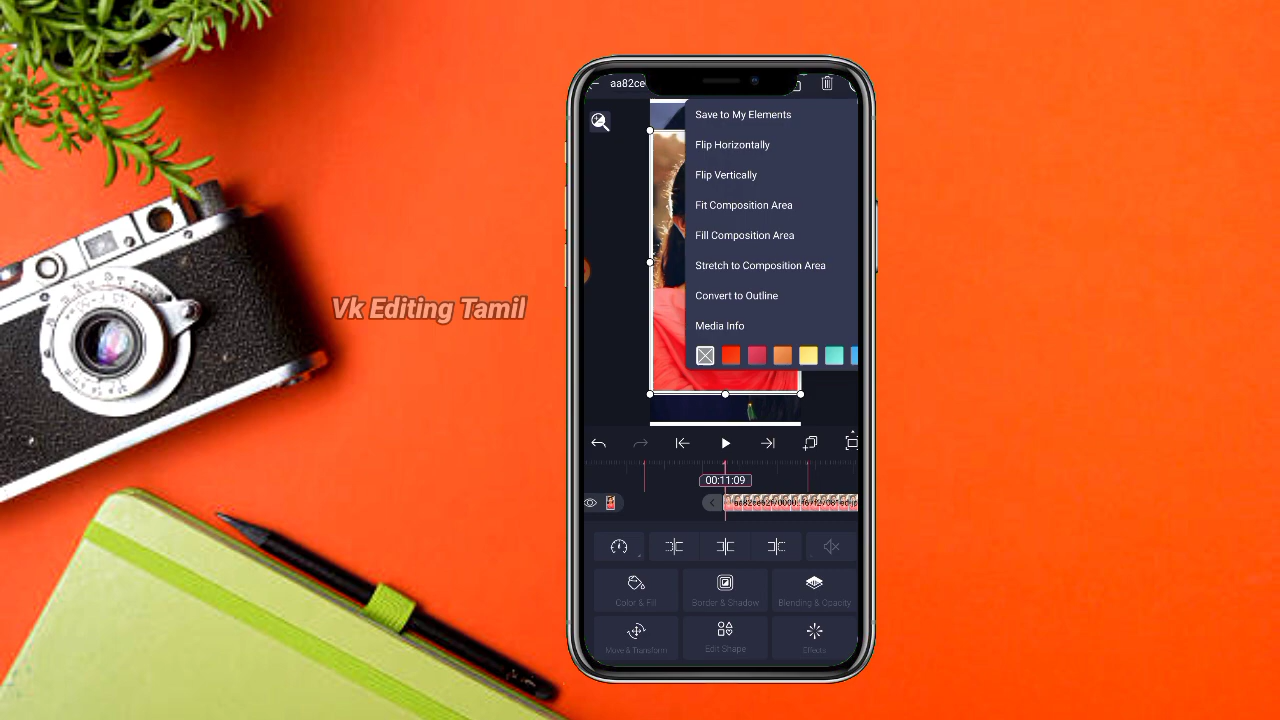 aa82ce
Save to My Elements
Flip Horizontally
Flip Vertically
Fit Composition Area
Fill Composition Area
Stretch to Composition Area
Convert to Outline
Media Info
Vk Editing Tamil
00:11:09
Color & Fill
Border & Shadow
Blending & Opacity
Move & Transform
Edit Shape
Effects